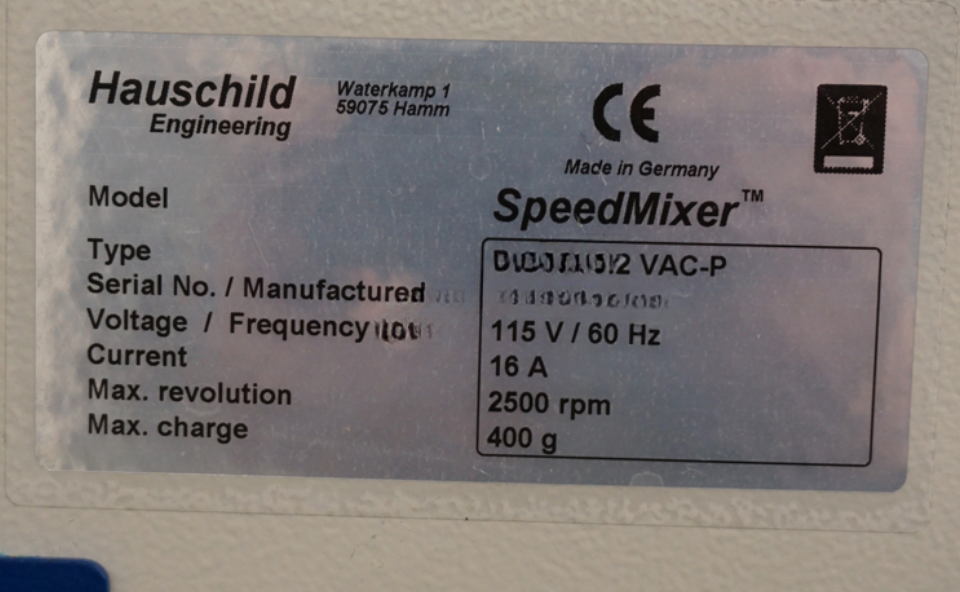 Hauschild
Engineering
Waterkamp 1
59075 Hamm
CE
Made in Germany
Model
SpeedMixer™
Type
VAC-P
Serial No. / Manufactured
Voltage / Frequency
115 V / 60 Hz
Current
16 A
Max. revolution
2500 rpm
Max. charge
400 g